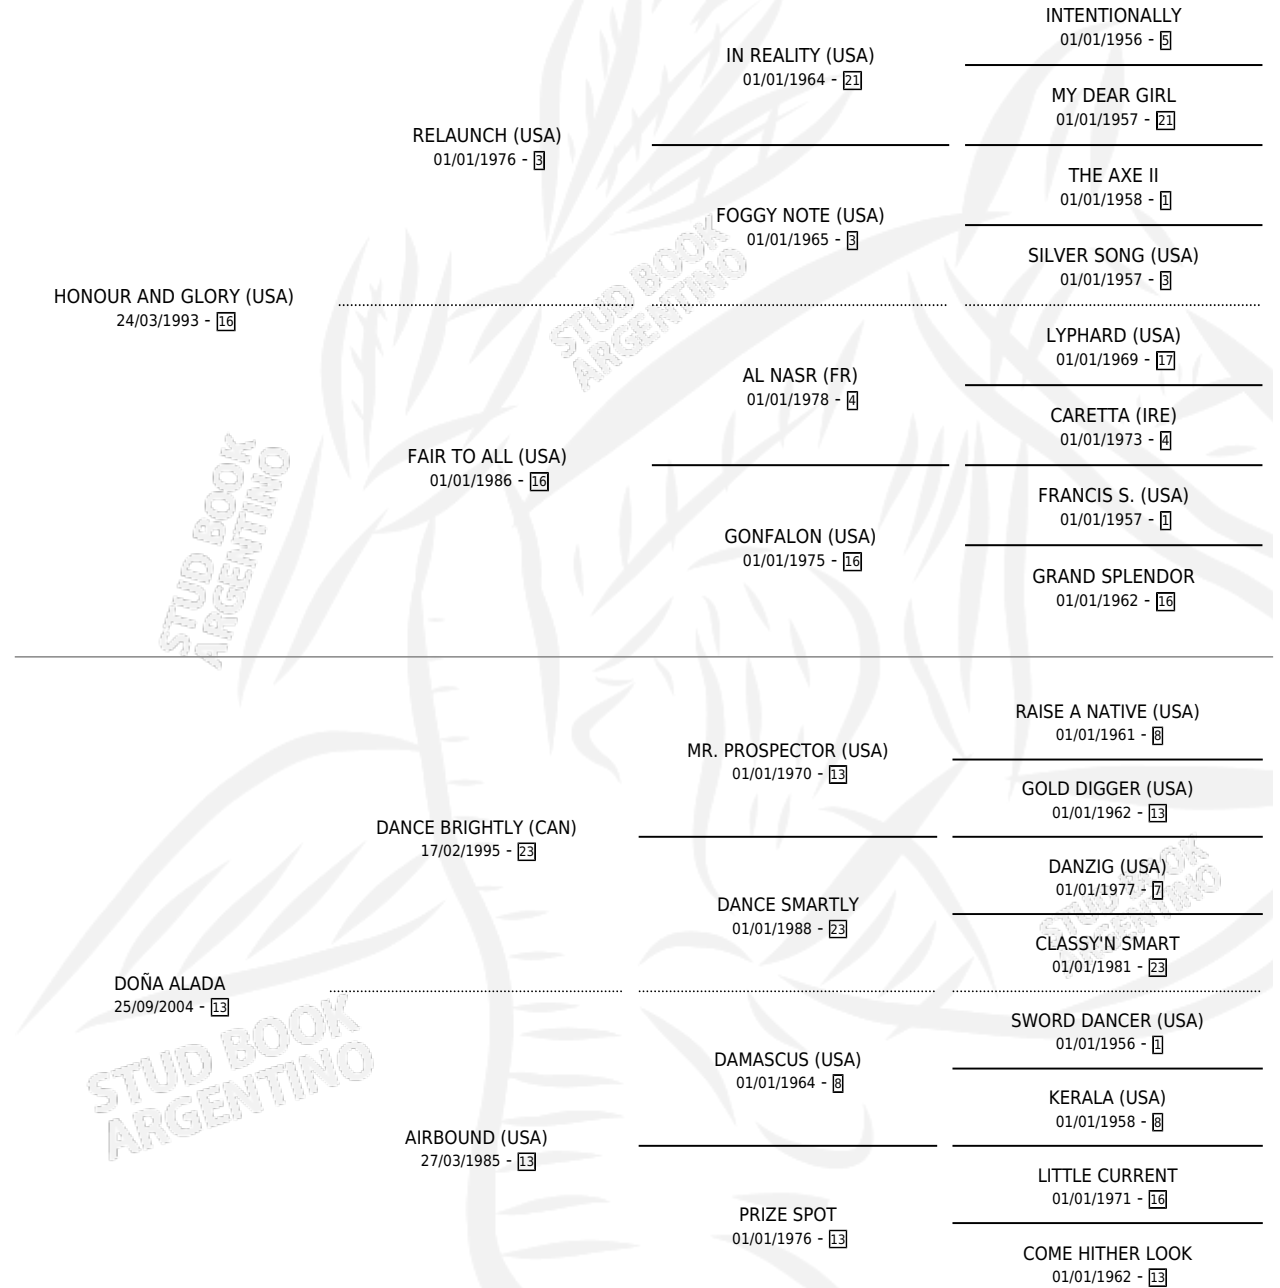 INTENTIONALLY
01/01/1956 - 5
IN REALITY (USA)
01/01/1964 - 21
MY DEAR GIRL
01/01/1957 - 21
RELAUNCH (USA)
01/01/1976 - 3
THE AXE II
01/01/1958 - 1
FOGGY NOTE (USA)
01/01/1965 - 3
SILVER SONG (USA)
01/01/1957 - 3
HONOUR AND GLORY (USA)
24/03/1993 - 16
LYPHARD (USA)
01/01/1969 - 17
AL NASR (FR)
01/01/1978 - 4
CARETTA (IRE)
01/01/1973 - 4
FAIR TO ALL (USA)
01/01/1986 - 16
FRANCIS S. (USA)
01/01/1957 - 1
GONFALON (USA)
01/01/1975 - 16
GRAND SPLENDOR
01/01/1962 - 16
RAISE A NATIVE (USA)
01/01/1961 - 8
MR. PROSPECTOR (USA)
01/01/1970 - 13
GOLD DIGGER (USA)
01/01/1962 - 13
DANCE BRIGHTLY (CAN)
17/02/1995 - 23
DANZIG (USA)
01/01/1977 - 7
DANCE SMARTLY
01/01/1988 - 23
CLASSY'N SMART
01/01/1981 - 23
DOÑA ALADA
25/09/2004 - 13
SWORD DANCER (USA)
01/01/1956 - 1
DAMASCUS (USA)
01/01/1964 - 8
KERALA (USA)
01/01/1958 - 8
AIRBOUND (USA)
27/03/1985 - 13
LITTLE CURRENT
01/01/1971 - 16
PRIZE SPOT
01/01/1976 - 13
COME HITHER LOOK
01/01/1962 - 13
STUD BOOK
ARGENTINO
STUD BOOK
ARGENTINO
STUD BOOK
ARGENTINO
STUD BOOK
ARGENTINO